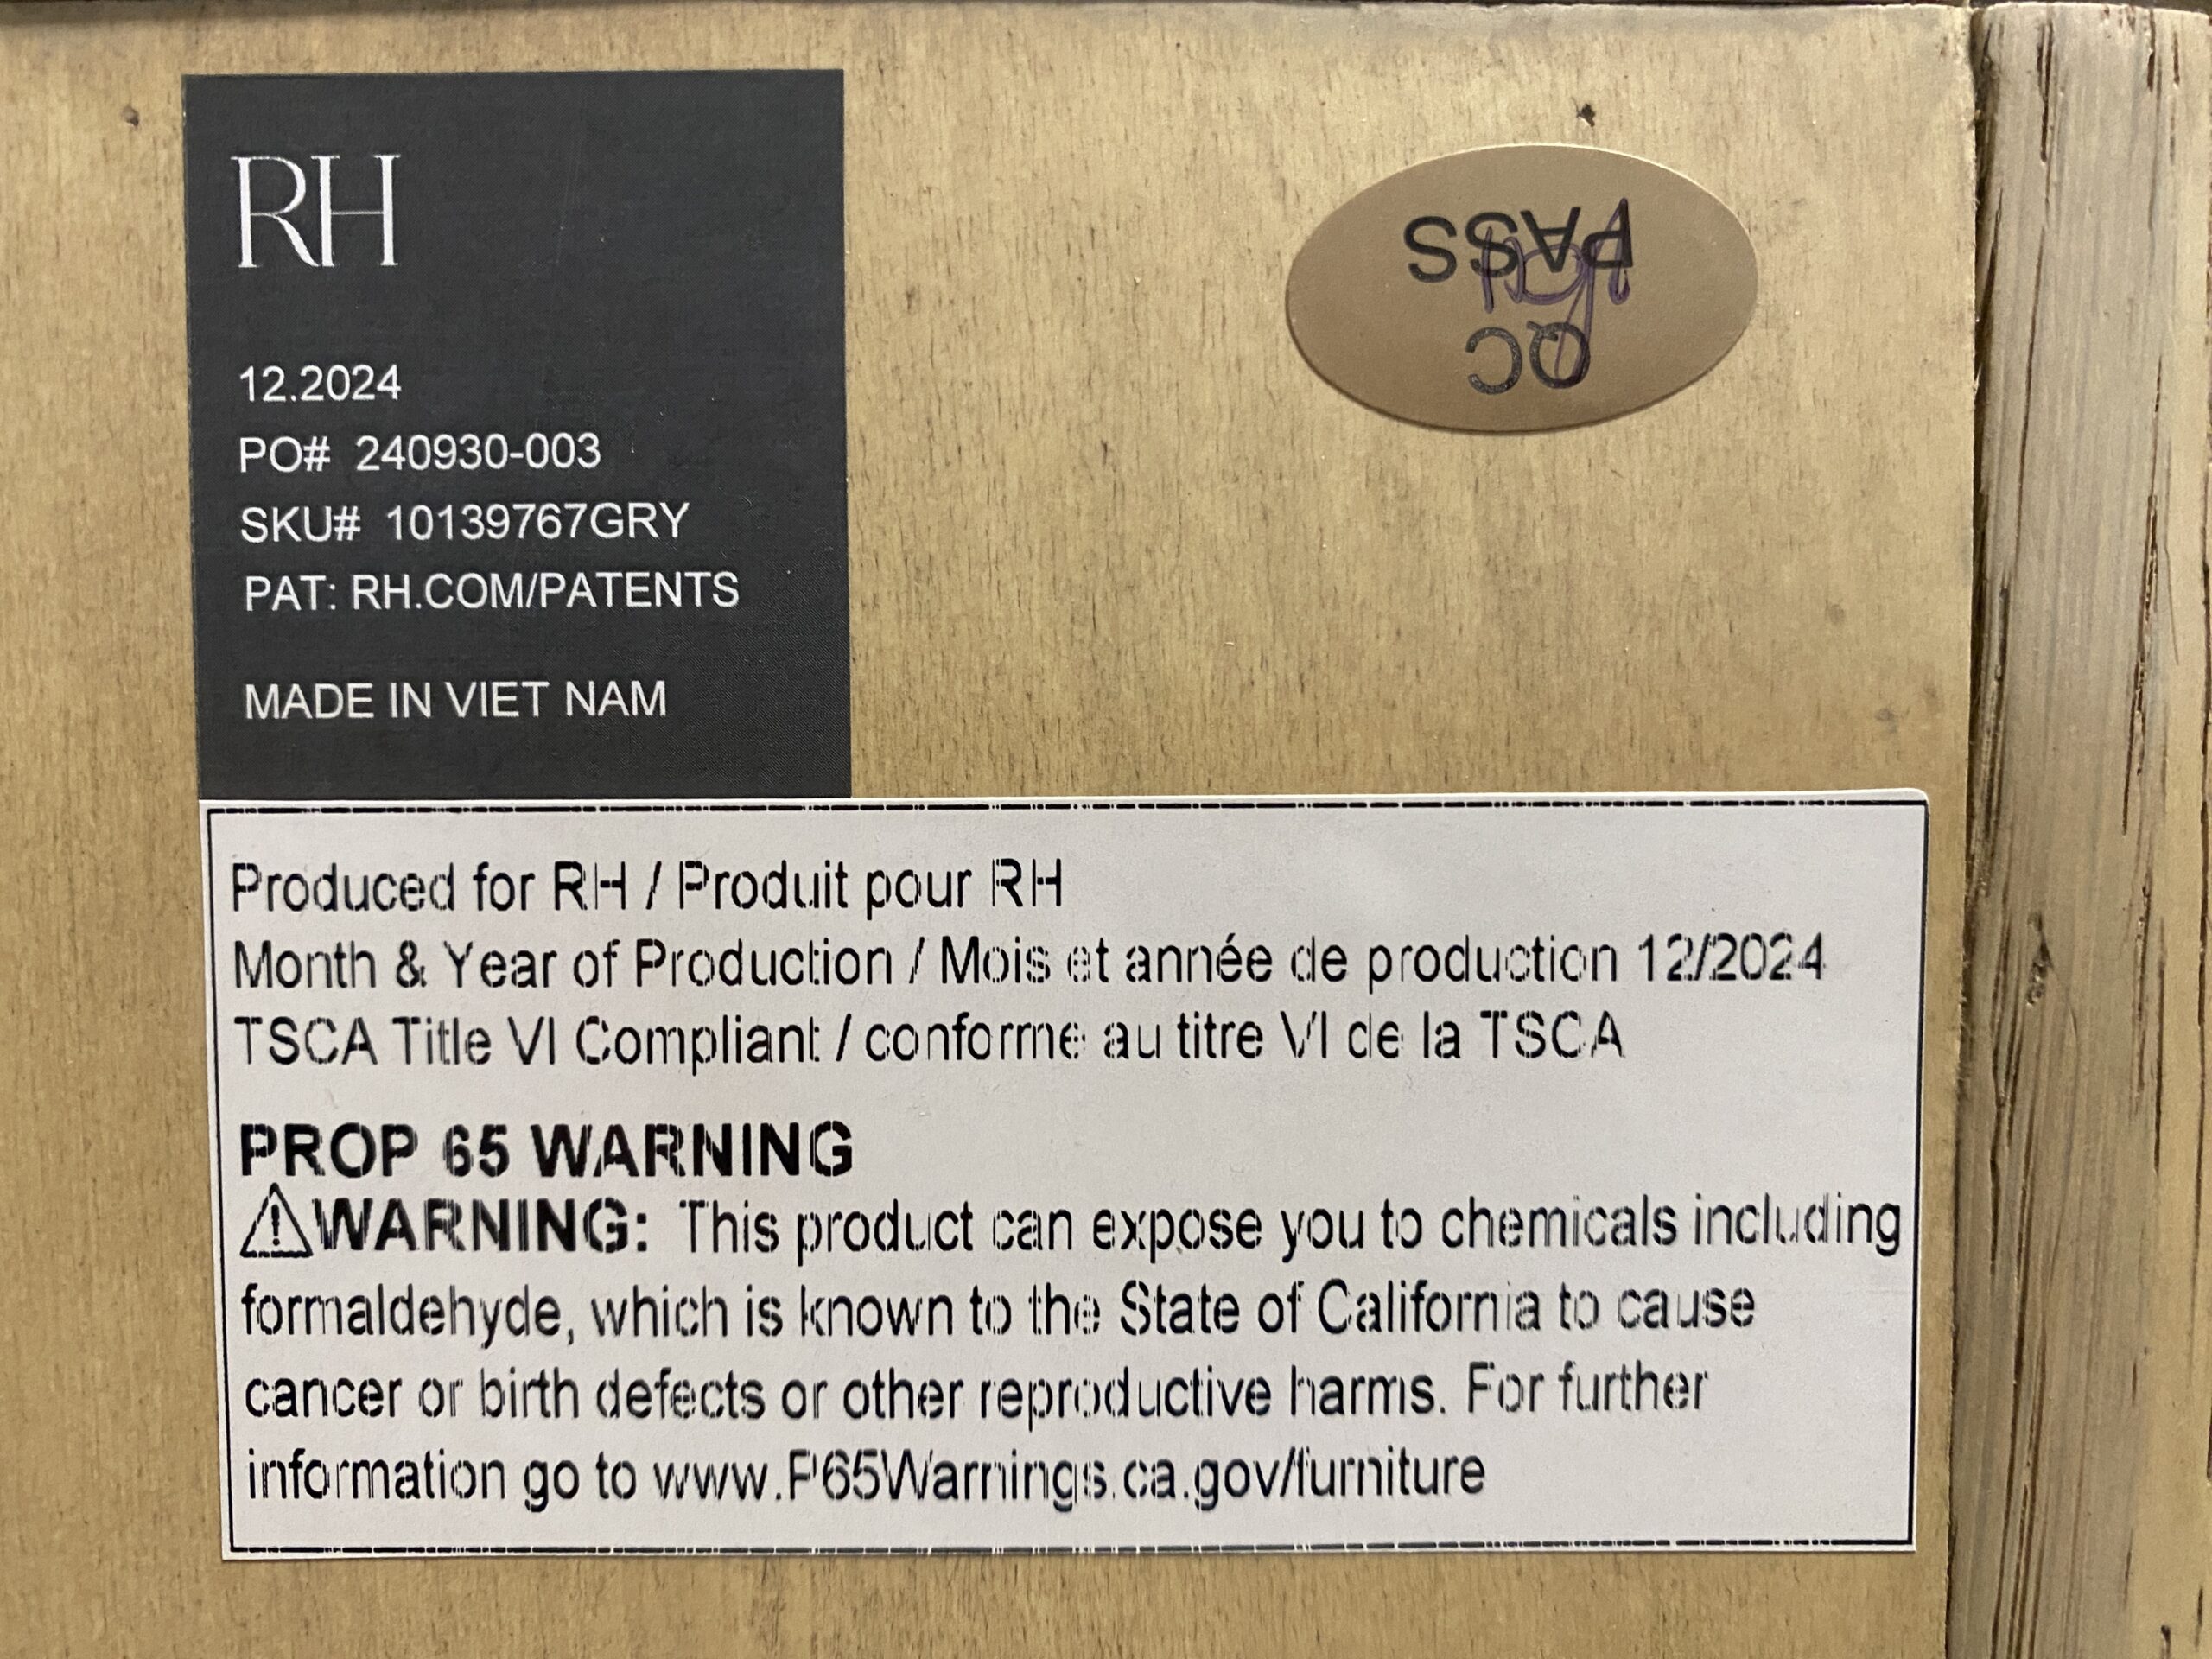 RH
12.2024
PO# 240930-003
SKU# 10139767GRY
PAT: RH.COM/PATENTS
MADE IN VIET NAM
QC
PASS
Produced for RH / Produit pour RH
Month & Year of Production / Mois et année de production 12/2024
TSCA Title VI Compliant / conforme au titre VI de la TSCA
PROP 65 WARNING
⚠WARNING: This product can expose you to chemicals including
formaldehyde, which is known to the State of California to cause
cancer or birth defects or other reproductive harms. For further
information go to www.P65Warnings.ca.gov/furniture